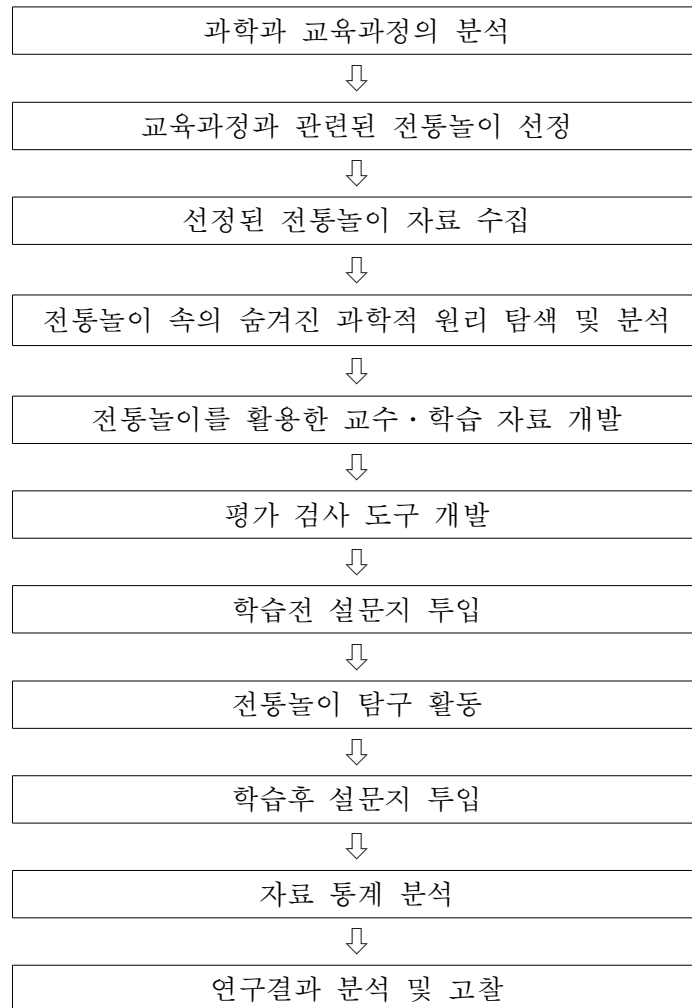 과학과 교육과정의 분석
교육과정과 관련된 전통놀이 선정
선정된 전통놀이 자료 수집
전통놀이 속의 숨겨진 과학적 원리 탐색 및 분석
전통놀이를 활용한 교수・학습 자료 개발
평가 검사 도구 개발
학습전 설문지 투입
전통놀이 탐구 활동
학습후 설문지 투입
자료 통계 분석
연구결과 분석 및 고찰